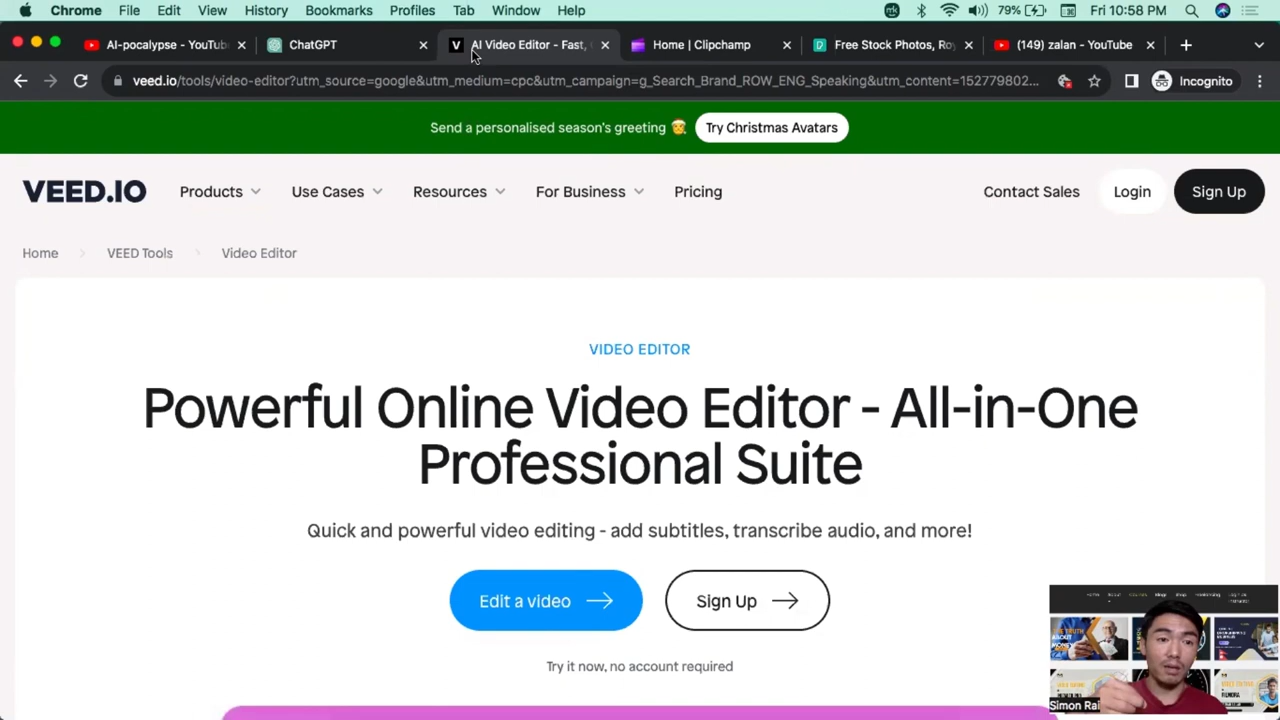 Chrome File Edit View History Bookmarks Profiles Tab Window Help 79% Fri 10:58 PM
AI-pocalypse - YouTub ChatGPT AI Video Editor - Fast, Home | Clipchamp Free Stock Photos, Ro (149) zalan - YouTube
veed.io/tools/video-editor?utm_source=google&utm_medium=cpc&utm_campaign=g_Search_Brand_ROW_ENG_Speaking&utm_content=152779802... Incognito
Send a personalised season's greeting Try Christmas Avatars
VEED.IO Products Use Cases Resources For Business Pricing Contact Sales Login Sign Up
Home VEED Tools Video Editor
VIDEO EDITOR
Powerful Online Video Editor - All-in-One
Professional Suite
Quick and powerful video editing - add subtitles, transcribe audio, and more!
Edit a video Sign Up
Try it now, no account required
Simon Rai